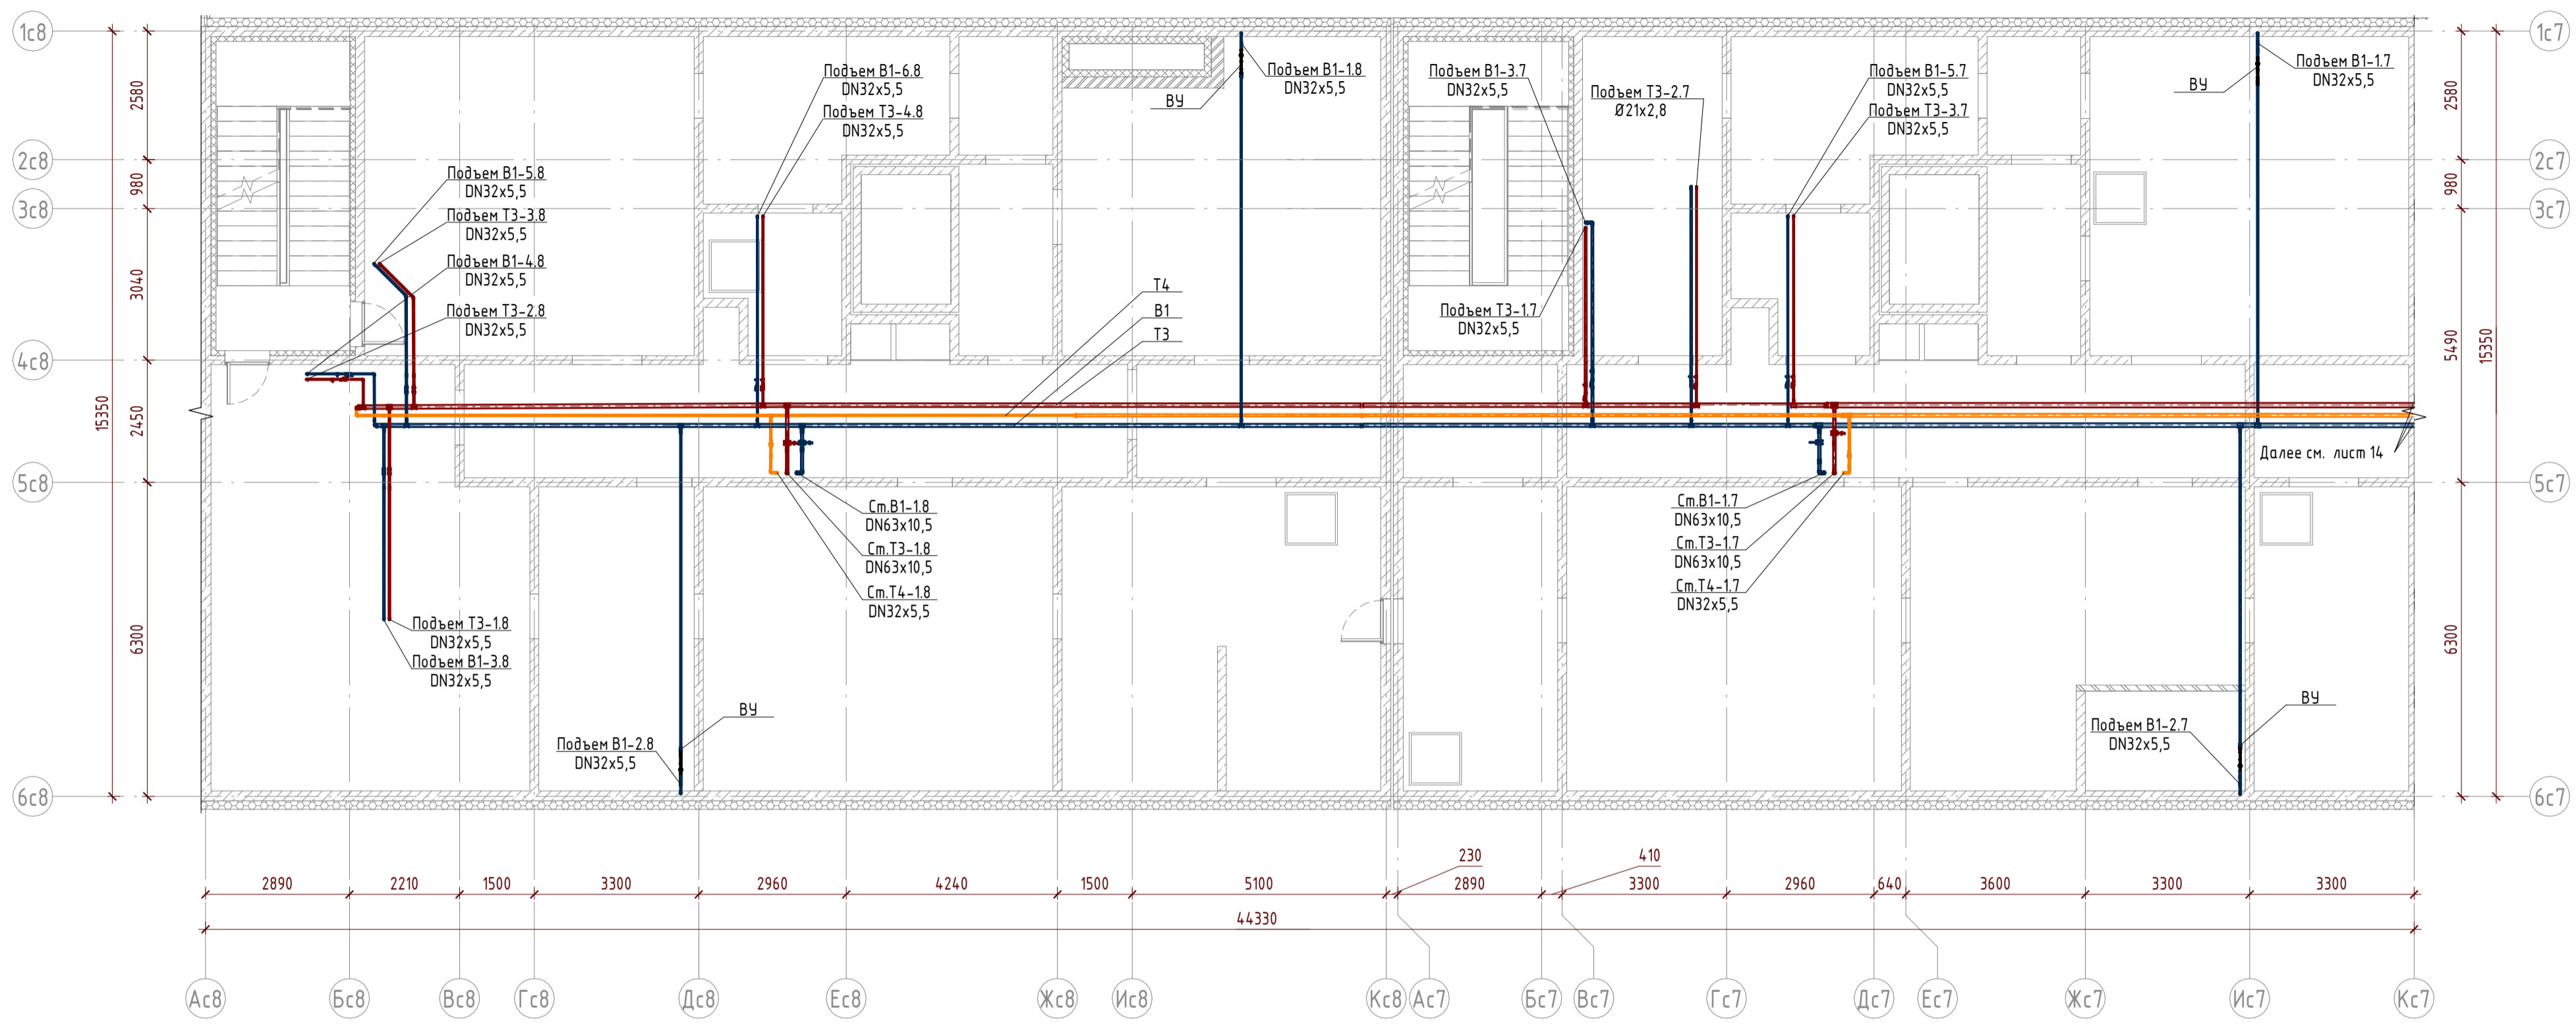 1с8
2с8
3с8
4с8
5с8
6с8
15350
2580
980
3040
2450
6300
Подъем В1-5.8
DN32x5,5
Подъем Т3-3.8
DN32x5,5
Подъем В1-4.8
DN32x5,5
Подъем Т3-2.8
DN32x5,5
Подъем В1-6.8
DN32x5,5
Подъем Т3-4.8
DN32x5,5
Подъем В1-1.8
DN32x5,5
ВУ
Т4
В1
Т3
Подъем В1-3.7
DN32x5,5
Подъем Т3-2.7
Ø21x2,8
Подъем Т3-1.7
DN32x5,5
Подъем В1-5.7
DN32x5,5
Подъем Т3-3.7
DN32x5,5
ВУ
Подъем В1-1.7
DN32x5,5
Далее см. лист 14
Ст.В1-1.8
DN63x10,5
Ст.Т3-1.8
DN63x10,5
Ст.Т4-1.8
DN32x5,5
Ст.В1-1.7
DN63x10,5
Ст.Т3-1.7
DN63x10,5
Ст.Т4-1.7
DN32x5,5
Подъем Т3-1.8
DN32x5,5
Подъем В1-3.8
DN32x5,5
ВУ
Подъем В1-2.8
DN32x5,5
ВУ
Подъем В1-2.7
DN32x5,5
2580
980
5490
6300
15350
1с7
2с7
3с7
5с7
6с7
2890 2210 1500 3300 2960 4240 1500 5100 230 2890 410 3300 2960 640 3600 3300 3300
44330
Ас8 Бс8 Вс8 Гс8 Дс8 Ес8 Жс8 Ис8 Кс8 Ас7 Бс7 Вс7 Гс7 Дс7 Ес7 Жс7 Ис7 Кс7